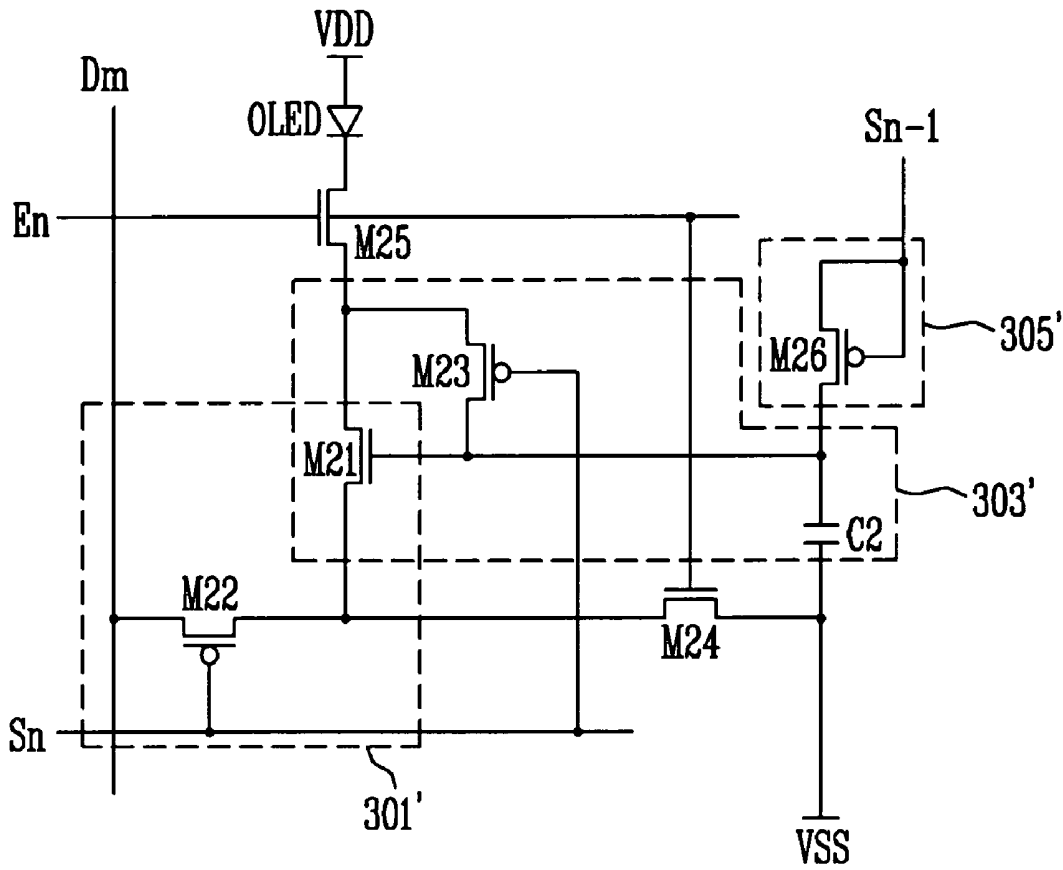 VDD
Dm
OLED
Sn-1
En
M25
M26
305'
M23
M21
303'
C2
M22
M24
Sn
301'
VSS